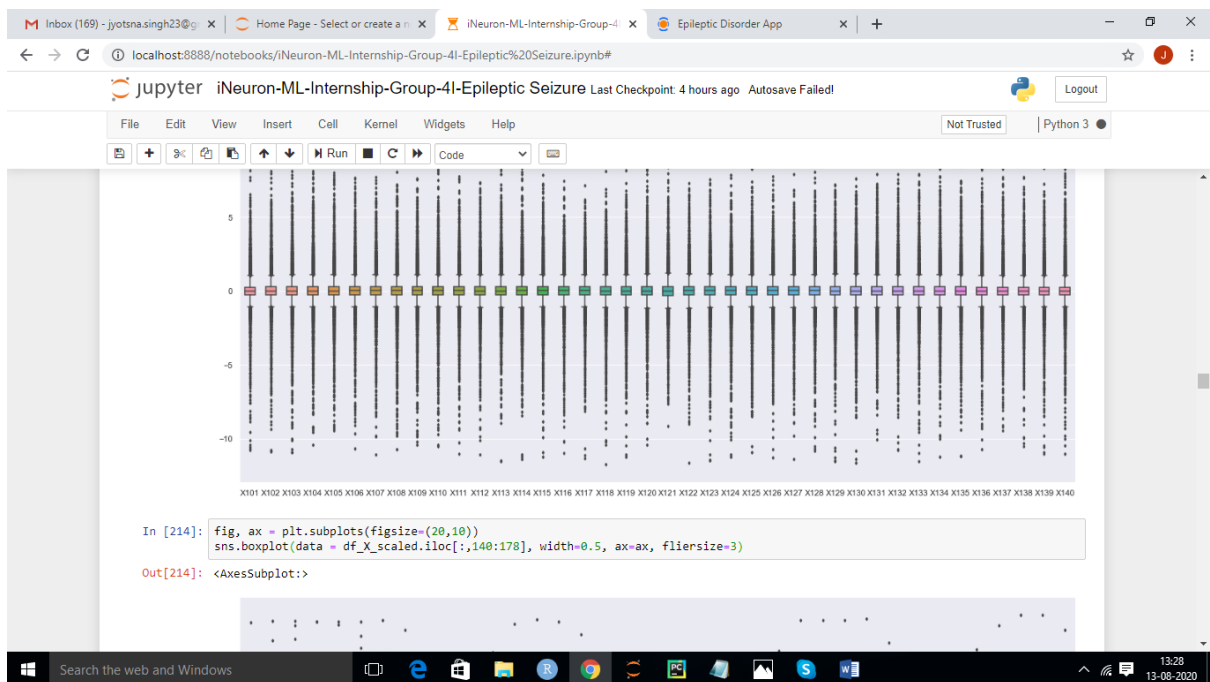 Inbox (169) - jyotsna.singh23@g
Home Page - Select or create a n
iNeuron-ML-Internship-Group-4I
Epileptic Disorder App
localhost:8888/notebooks/iNeuron-ML-Internship-Group-4I-Epileptic%20Seizure.ipynb#
J
jupyter iNeuron-ML-Internship-Group-4I-Epileptic Seizure Last Checkpoint: 4 hours ago Autosave Failed!
Logout
File Edit View Insert Cell Kernel Widgets Help
Not Trusted
Python 3
Run
Code
5
0
−5
−10
X101 X102 X103 X104 X105 X106 X107 X108 X109 X110 X111 X112 X113 X114 X115 X116 X117 X118 X119 X120 X121 X122 X123 X124 X125 X126 X127 X128 X129 X130 X131 X132 X133 X134 X135 X136 X137 X138 X139 X140
In [214]: fig, ax = plt.subplots(figsize=(20,10))
sns.boxplot(data = df_X_scaled.iloc[:,140:178], width=0.5, ax=ax, fliersize=3)
Out[214]: <AxesSubplot:>
Search the web and Windows
R
PC
S
W
13:28
13-08-2020